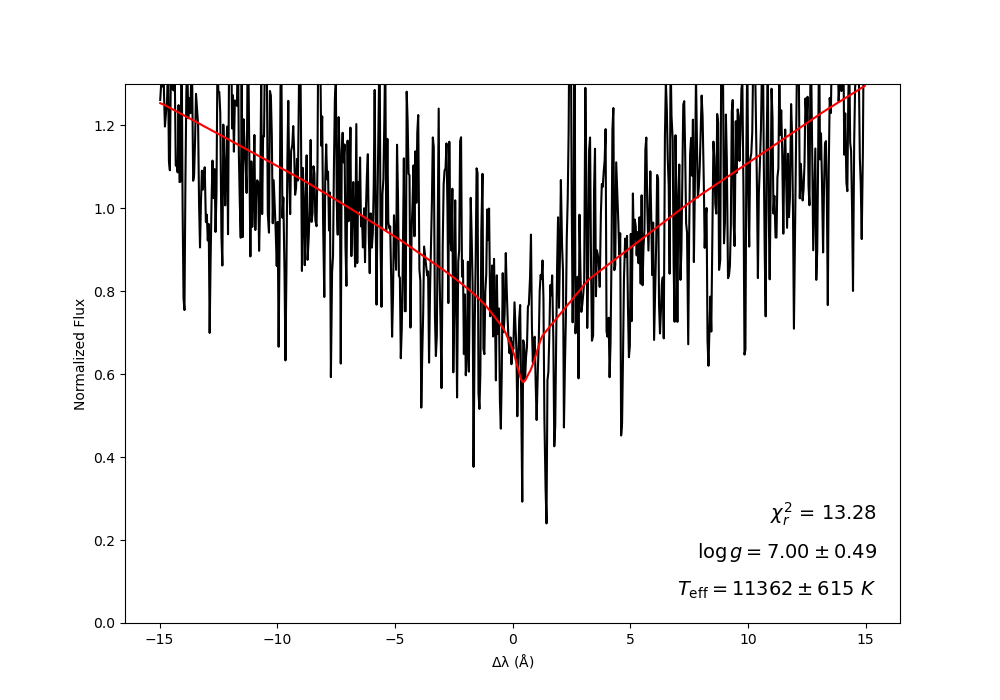 Normalized Flux
1.2
1.0
0.8
0.6
0.4
0.2
0.0
χ²ᵣ = 13.28
log g = 7.00 ± 0.49
T_eff = 11362 ± 615 K
−15 −10 −5 0 5 10 15
Δλ (Å)